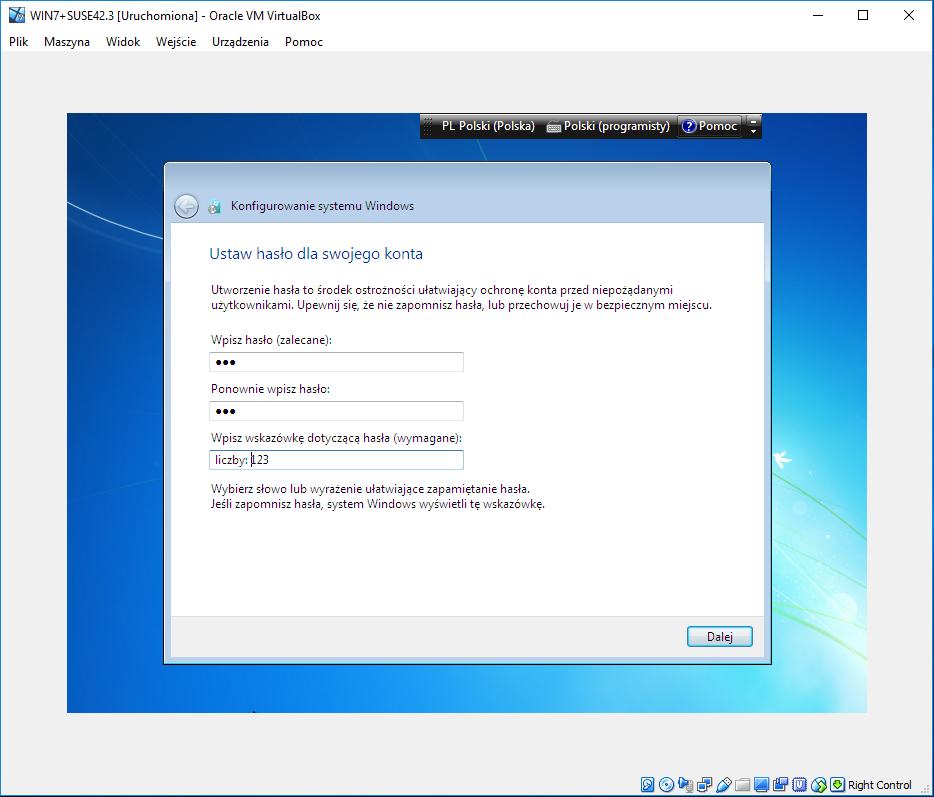 WIN7+SUSE42.3 [Uruchomiona] - Oracle VM VirtualBox
Plik Maszyna Widok Wejście Urządzenia Pomoc
PL Polski (Polska) Polski (programisty) ? Pomoc
Konfigurowanie systemu Windows
Ustaw hasło dla swojego konta
Utworzenie hasła to środek ostrożności ułatwiający ochronę konta przed niepożądanymi
użytkownikami. Upewnij się, że nie zapomnisz hasła, lub przechowuj je w bezpiecznym miejscu.
Wpisz hasło (zalecane):
●●●
Ponownie wpisz hasło:
●●●
Wpisz wskazówkę dotyczącą hasła (wymagane):
liczby: 123
Wybierz słowo lub wyrażenie ułatwiające zapamiętanie hasła.
Jeśli zapomnisz hasła, system Windows wyświetli tę wskazówkę.
Dalej
Right Control